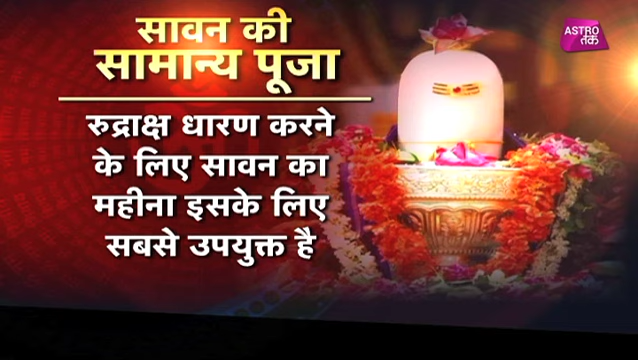 सावन की
सामान्य पूजा
रुद्राक्ष धारण करने
के लिए सावन का
महीना इसके लिए
सबसे उपयुक्त है
ASTRO
तक